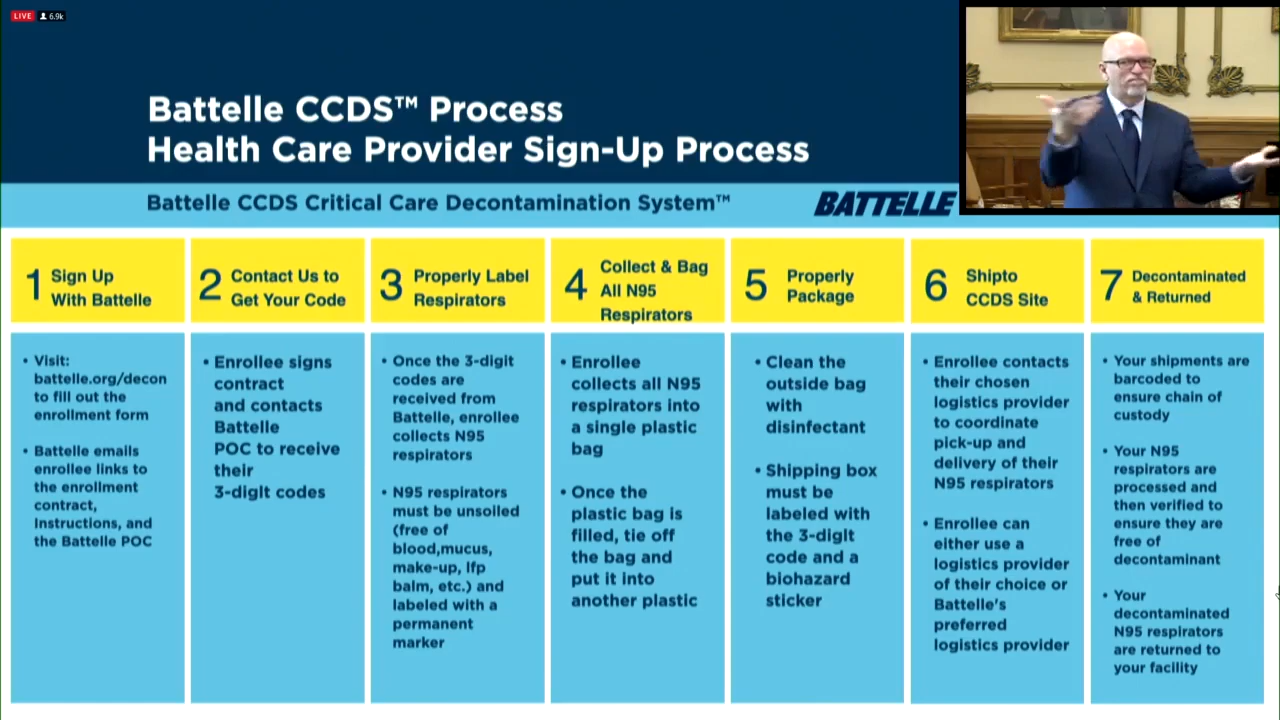 LIVE 6.9k
Battelle CCDS™ Process
Health Care Provider Sign-Up Process
Battelle CCDS Critical Care Decontamination System™
BATTELLE
1 Sign Up
With Battelle
• Visit:
battelle.org/decon
to fill out the
enrollment form
• Battelle emails
enrollee links to
the enrollment
contract,
Instructions, and
the Battelle POC
2 Contact Us to
Get Your Code
• Enrollee signs
contract
and contacts
Battelle
POC to receive
their
3-digIt codes
3 Properly Label
Respirators
• Once the 3-digit
codes are
received from
Battelle, enrollee
collects N95
respirators
• N95 respirators
must be unsoiled
(free of
blood,mucus,
make-up, lfp
balm, etc.) and
labeled with a
permanent
marker
4 Collect & Bag
All N95
Respirators
• Enrollee
collects all N95
respirators into
a single plastic
bag
• Once the
plastic bag is
filled, tie off
the bag and
put it into
another plastic
5 Properly
Package
• Clean the
outside bag
with
disinfectant
• Shipping box
must be
labeled with
the 3-digIt
code and a
biohazard
sticker
6 Shipto
CCDS Site
• Enrollee contacts
their chosen
logistics provider
to coordinate
pick-up and
delivery of their
N95 respirators
• Enrollee can
either use a
logistics provider
of their choice or
Battelle's
preferred
logistics provider
7 Decontaminated
& Returned
• Your shipments are
barcoded to
ensure chain of
custody
• Your N95
respirators are
processed and
then verified to
ensure they are
free of
decontaminant
• Your
decontaminated
N95 respirators
are returned to
your facility